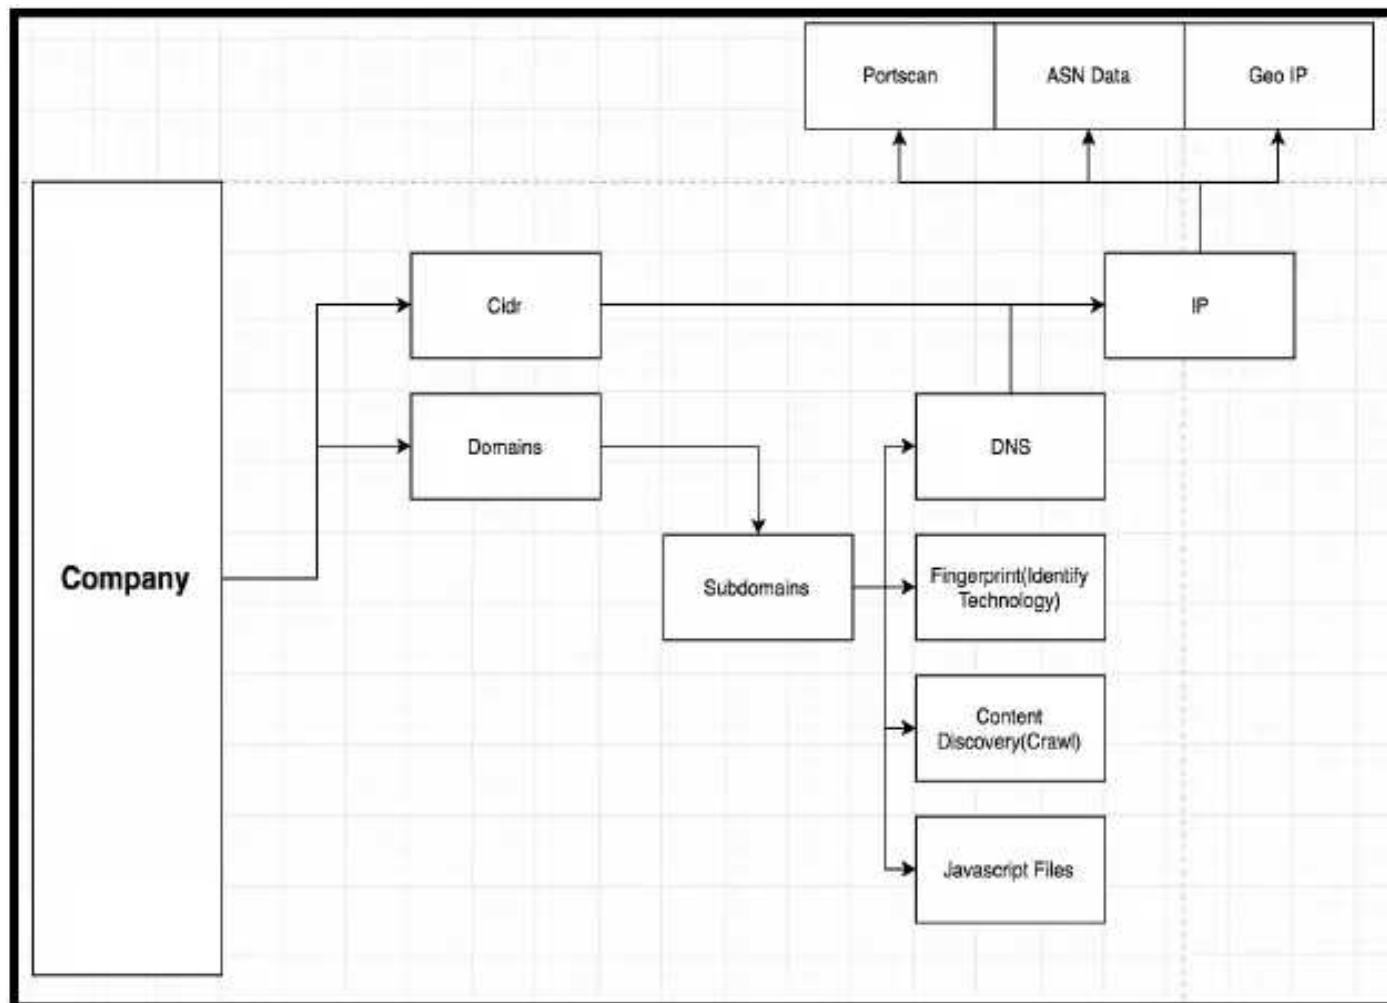 Portscan
ASN Data
Geo IP
Cidr
IP
Domains
DNS
Company
Subdomains
Fingerprint(Identify
Technology)
Content
Discovery(Crawl)
Javascript Files